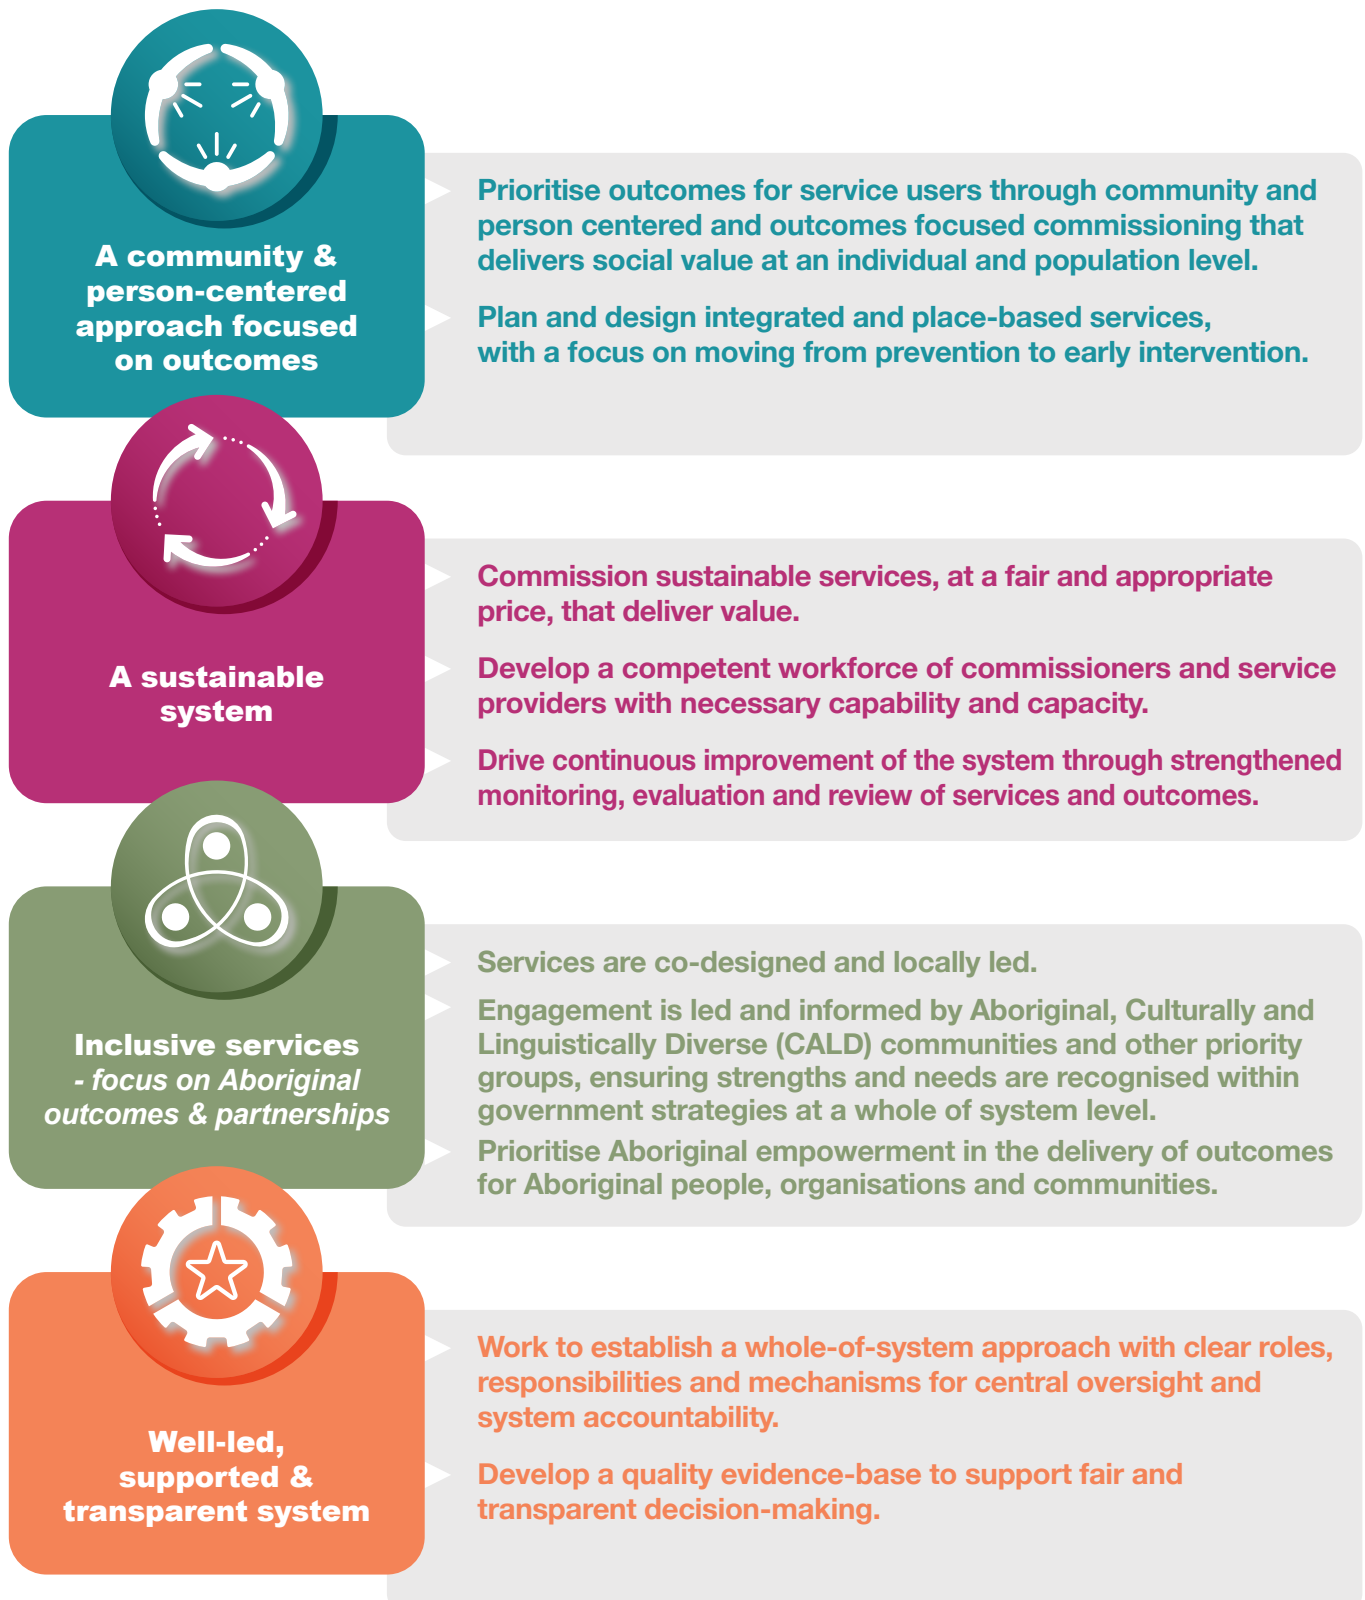 A community &
person-centered
approach focused
on outcomes
Prioritise outcomes for service users through community and
person centered and outcomes focused commissioning that
delivers social value at an individual and population level.
Plan and design integrated and place-based services,
with a focus on moving from prevention to early intervention.
A sustainable
system
Commission sustainable services, at a fair and appropriate
price, that deliver value.
Develop a competent workforce of commissioners and service
providers with necessary capability and capacity.
Drive continuous improvement of the system through strengthened
monitoring, evaluation and review of services and outcomes.
Inclusive services
- focus on Aboriginal
outcomes & partnerships
Services are co-designed and locally led.
Engagement is led and informed by Aboriginal, Culturally and
Linguistically Diverse (CALD) communities and other priority
groups, ensuring strengths and needs are recognised within
government strategies at a whole of system level.
Prioritise Aboriginal empowerment in the delivery of outcomes
for Aboriginal people, organisations and communities.
Well-led,
supported &
transparent system
Work to establish a whole-of-system approach with clear roles,
responsibilities and mechanisms for central oversight and
system accountability.
Develop a quality evidence-base to support fair and
transparent decision-making.